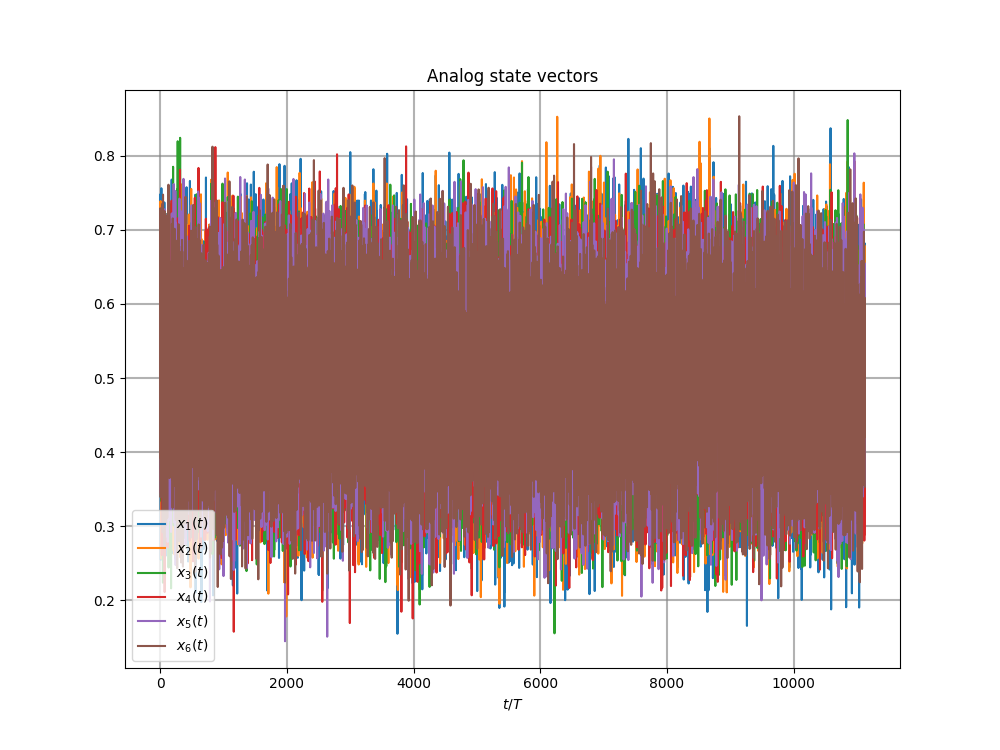 Analog state vectors
0.8
0.7
0.6
0.5
0.4
0.3
0.2
x₁(t)
x₂(t)
x₃(t)
x₄(t)
x₅(t)
x₆(t)
0 2000 4000 6000 8000 10000
t/T